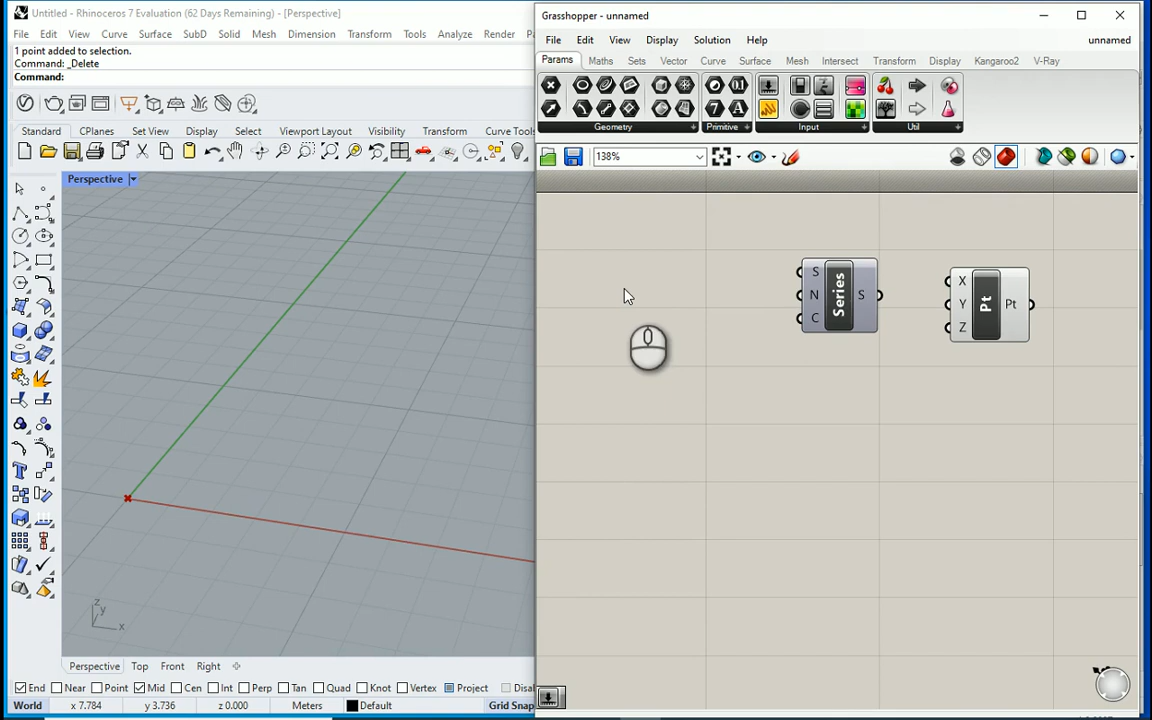 Untitled - Rhinoceros 7 Evaluation (62 Days Remaining) - [Perspective]
File Edit View Curve Surface SubD Solid Mesh Dimension Transform Tools Analyze Render
1 point added to selection.
Command: _Delete
Command:
Standard CPlanes Set View Display Select Viewport Layout Visibility Transform Curve Tools
Perspective
z
y
x
Perspective Top Front Right
End Near Point Mid Cen Int Perp Tan Quad Knot Vertex Project
World x 7.784 y 3.736 z 0.000 Meters Default Grid Snap
Grasshopper - unnamed
File Edit View Display Solution Help unnamed
Params Maths Sets Vector Curve Surface Mesh Intersect Transform Display Kangaroo2 V-Ray
Geometry Primitive Input Util
138%
S
N
C
Series
S
X
Y
Z
Pt
Pt